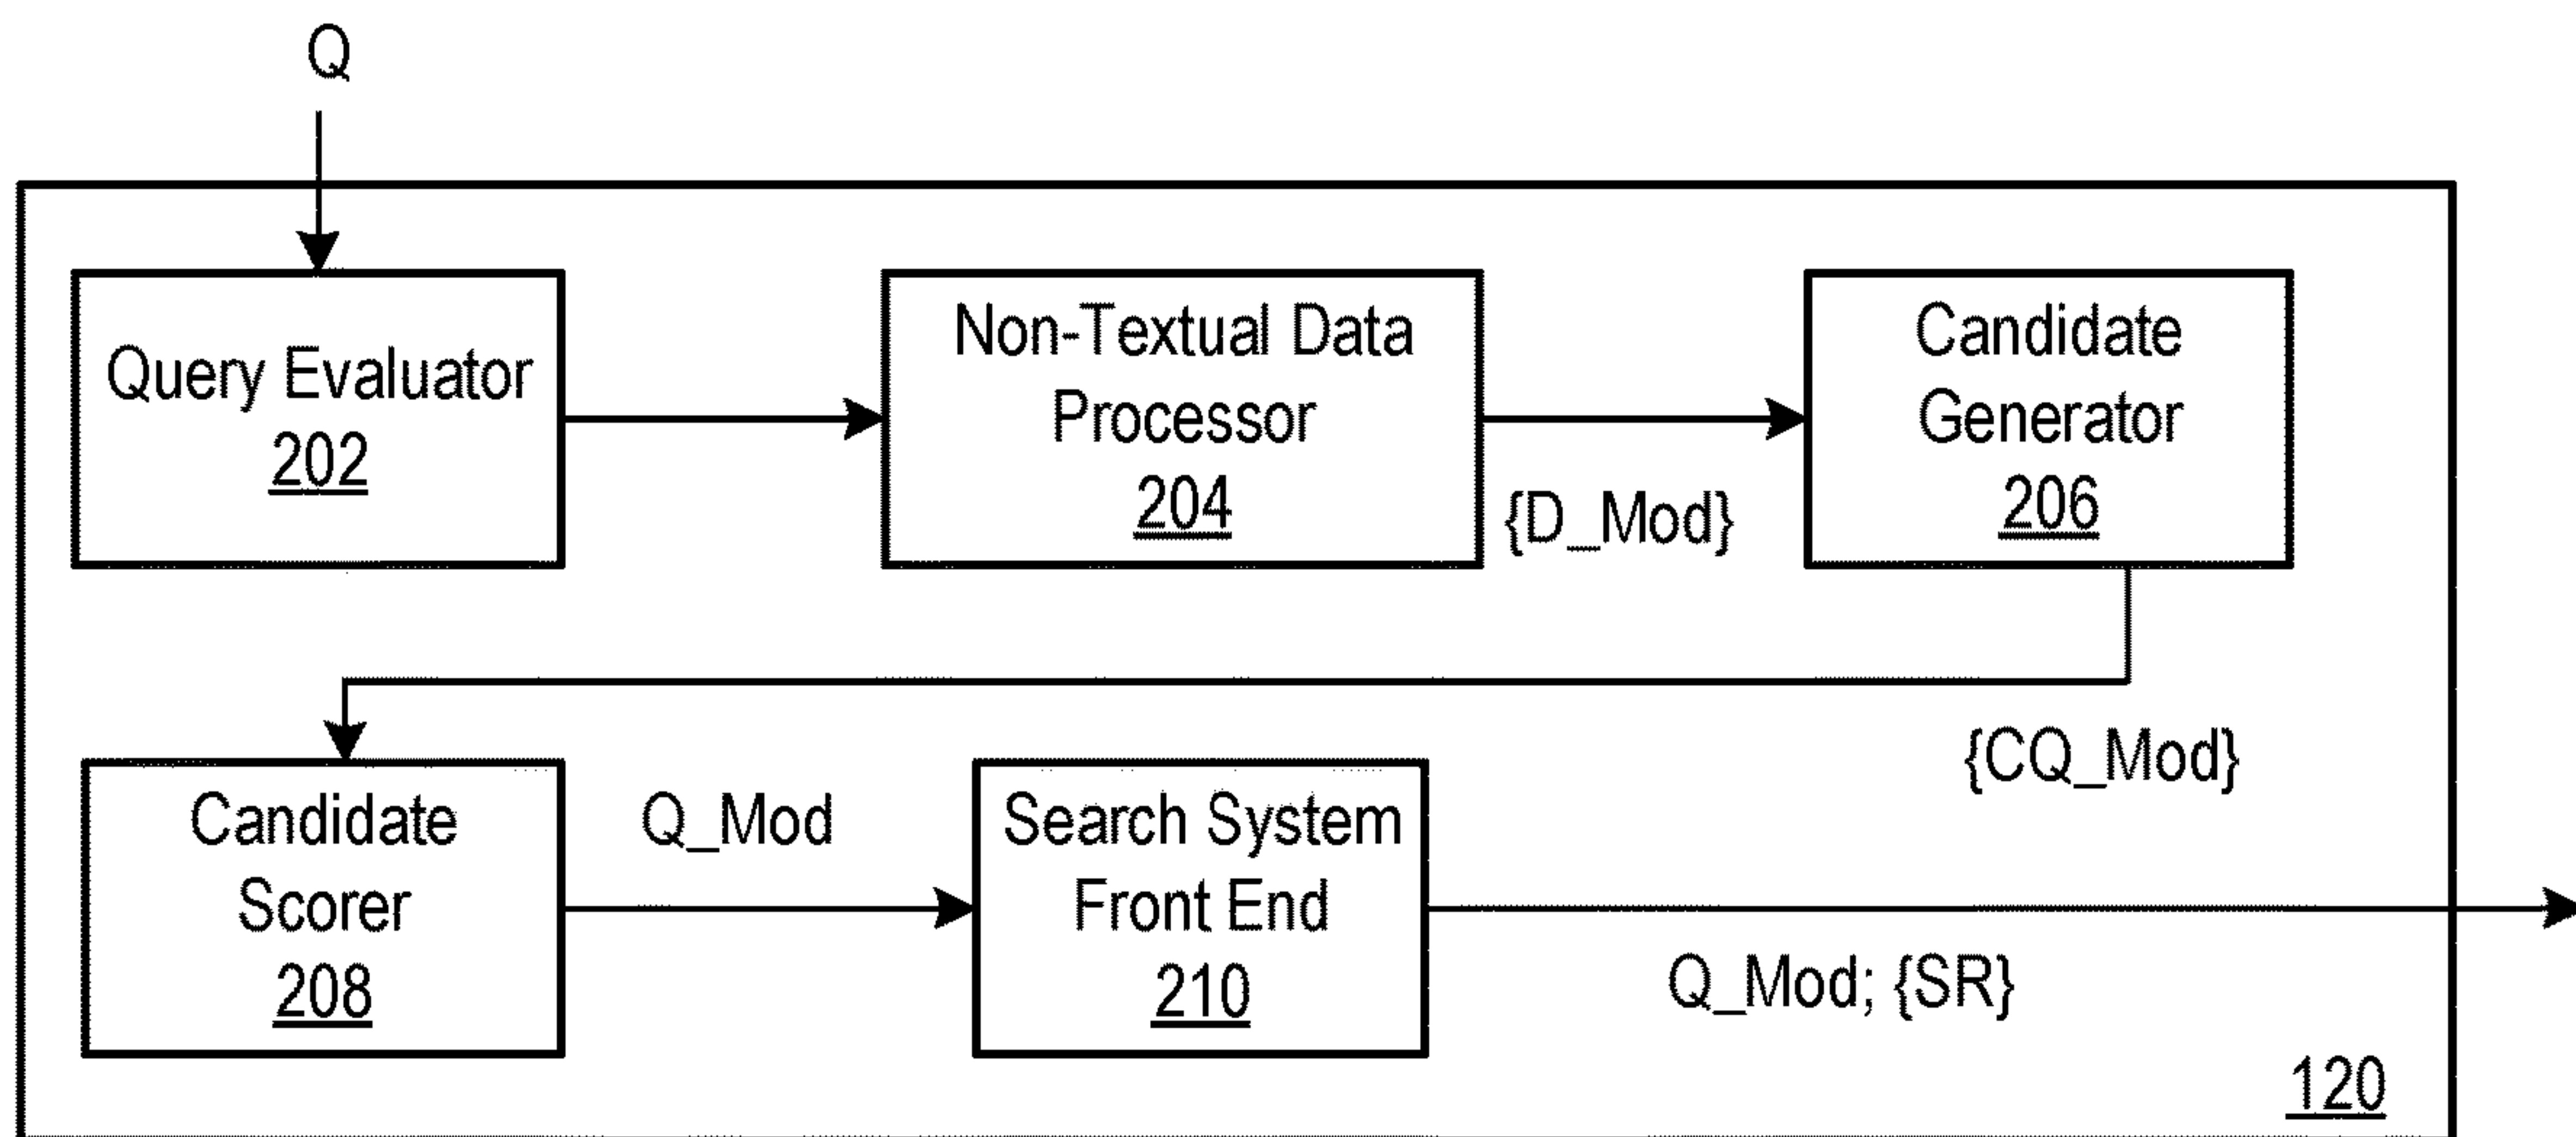 Q
Query Evaluator
202
Non-Textual Data
Processor
204
{D_Mod}
Candidate
Generator
206
{CQ_Mod}
Candidate
Scorer
208
Q_Mod
Search System
Front End
210
Q_Mod; {SR}
120